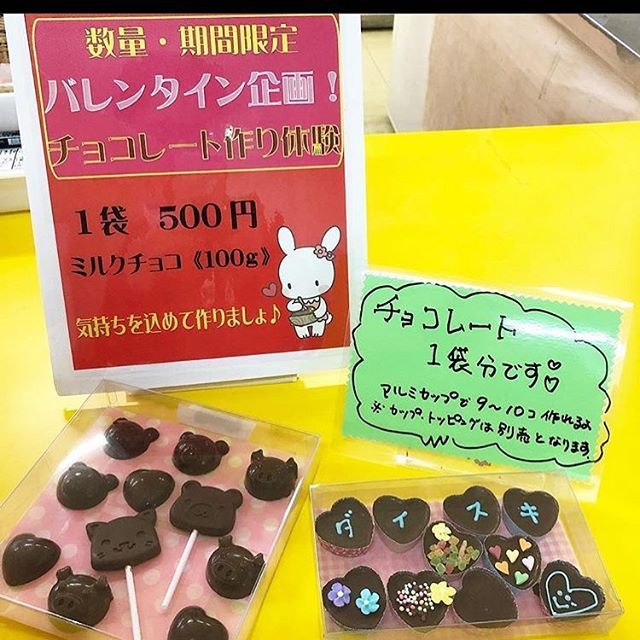 数量・期間限定
バレンタイン企画！
チョコレート作り体験
1袋 500円
ミルクチョコ《100g》
気持ちを込めて作りましょ♪
チョコレート
1袋分です♡
アルミカップで9〜10コ作れるよ
※カップ、トッピングは別売となります。
ダイスキ